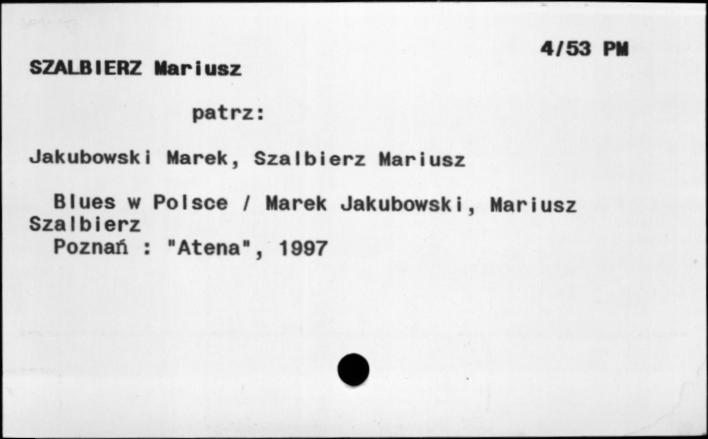 4/53 PM
SZALBIERZ Mariusz
patrz:
Jakubowski Marek, Szalbierz Mariusz
Blues w Polsce / Marek Jakubowski, Mariusz
Szalbierz
Poznań : "Atena", 1997